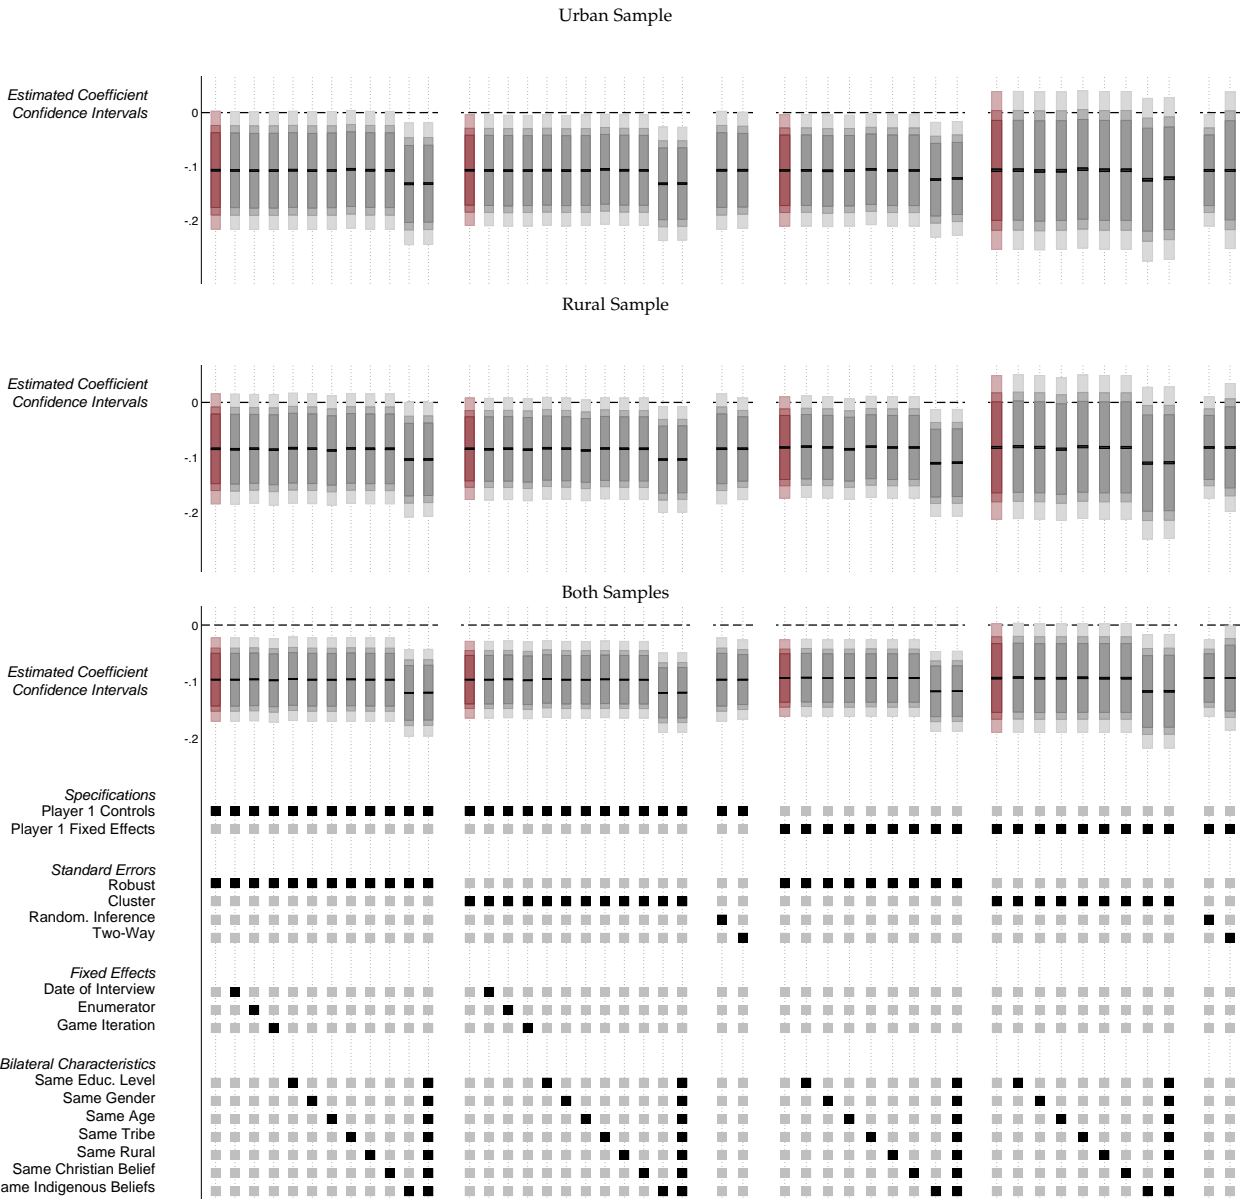 Urban Sample
Estimated Coefficient
Confidence Intervals
0
-.1
-.2
Rural Sample
Estimated Coefficient
Confidence Intervals
0
-.1
-.2
Both Samples
Estimated Coefficient
Confidence Intervals
0
-.1
-.2
Specifications
Player 1 Controls
Player 1 Fixed Effects
Standard Errors
Robust
Cluster
Random. Inference
Two-Way
Fixed Effects
Date of Interview
Enumerator
Game Iteration
Bilateral Characteristics
Same Educ. Level
Same Gender
Same Age
Same Tribe
Same Rural
Same Christian Belief
ame Indigenous Beliefs